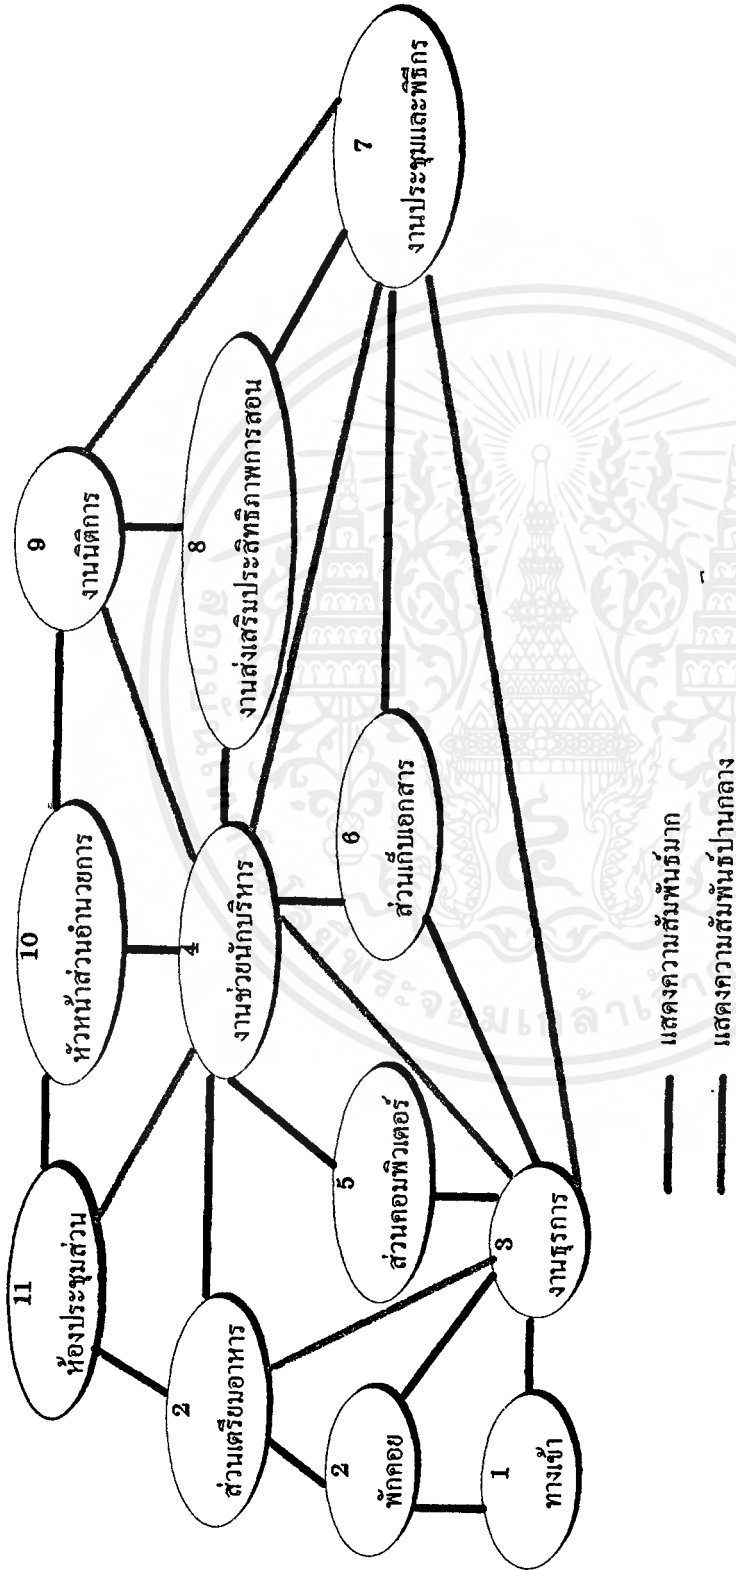 11
ห้องประชุมส่วน
10
หัวหน้าส่วนอำนวยการ
9
งานนิติการ
2
ส่วนเตรียมอาหาร
4
งานช่วยนักบริหาร
8
งานส่งเสริมประสิทธิภาพการสอน
2
พักคอย
5
ส่วนคอมพิวเตอร์
6
ส่วนเก็บเอกสาร
7
งานประชุมและพิธีกร
1
ทางเข้า
3
งานธุรการ
แสดงความสัมพันธ์มาก
แสดงความสัมพันธ์ปานกลาง